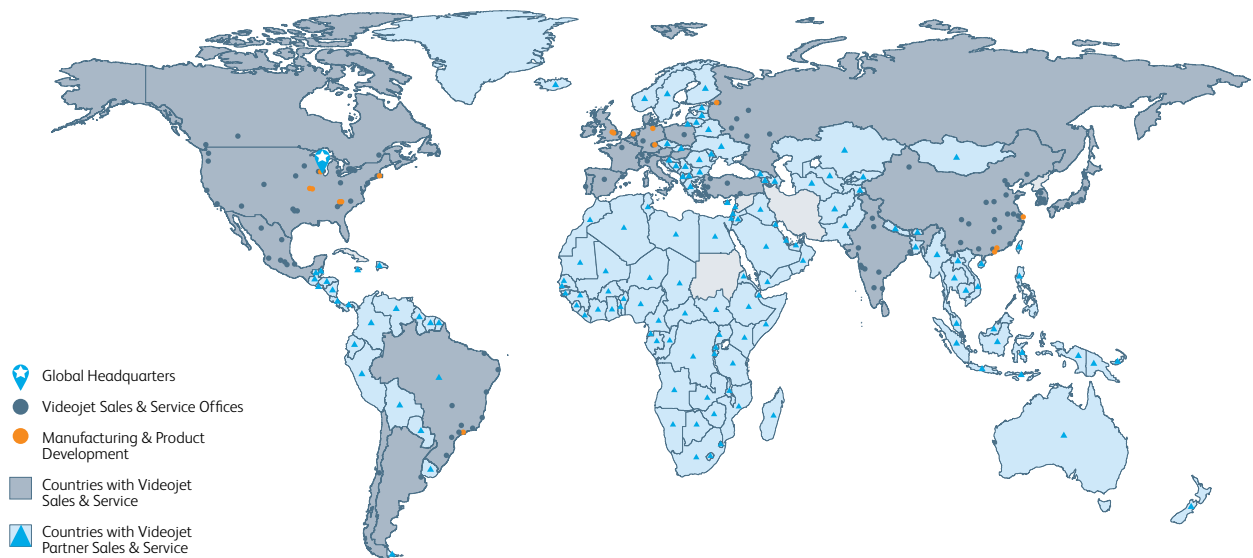 Global Headquarters
Videojet Sales & Service Offices
Manufacturing & Product
Development
Countries with Videojet
Sales & Service
Countries with Videojet
Partner Sales & Service